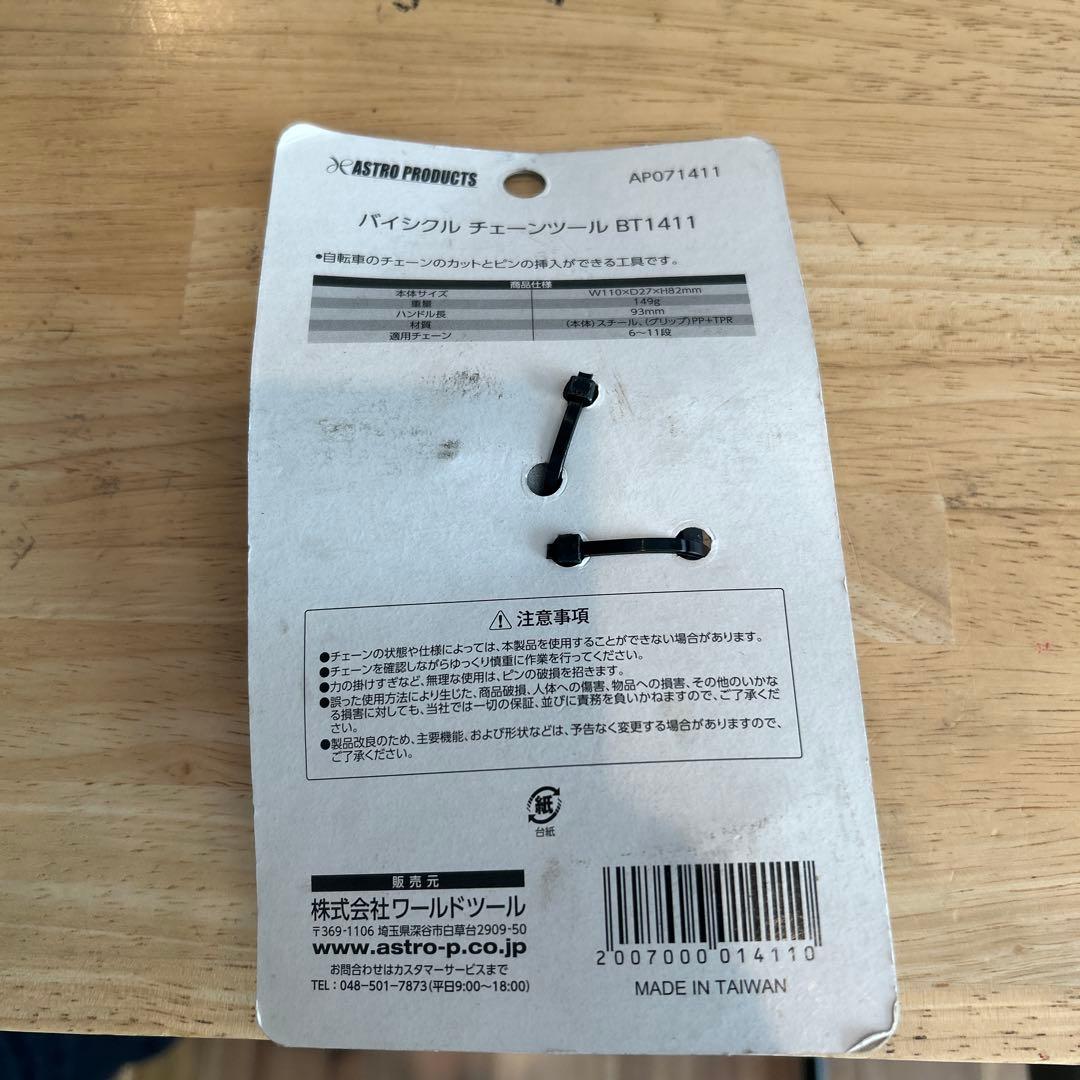 ASTRO PRODUCTS
AP071411
バイシクル チェーンツール BT1411
•自転車のチェーンのカットとピンの挿入ができる工具です。
商品仕様
本体サイズ W110×D27×H82mm
重量 149g
ハンドル長 93mm
材質 (本体)スチール、(グリップ)PP+TPR
適用チェーン 6〜11段
⚠ 注意事項
●チェーンの状態や仕様によっては、本製品を使用することができない場合があります。
●チェーンを確認しながらゆっくり慎重に作業を行ってください。
●力の掛けすぎなど、無理な使用は、ピンの破損を招きます。
●誤った使用方法により生じた、商品破損、人体への傷害、物品への損害、その他のいかな
る損害に対しても、当社では一切の保証、並びに責務を負いかねますので、ご了承くだ
さい。
●製品改良のため、主要機能、および形状などは、予告なく変更する場合がありますので、
ご了承ください。
紙
台紙
販売元
株式会社ワールドツール
〒369-1106 埼玉県深谷市白草台2909-50
www.astro-p.co.jp
お問合わせはカスタマーサービスまで
TEL：048-501-7873(平日9:00〜18:00)
2007000014110
MADE IN TAIWAN